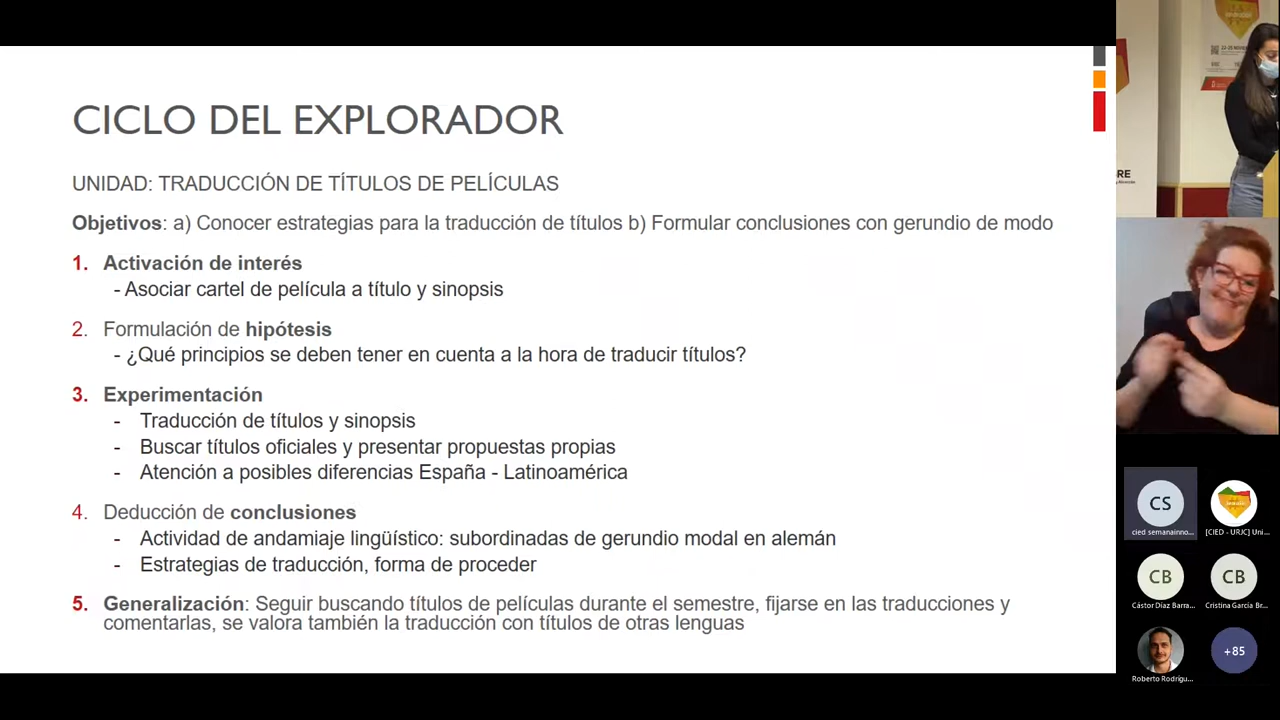 CICLO DEL EXPLORADOR
UNIDAD: TRADUCCIÓN DE TÍTULOS DE PELÍCULAS
Objetivos: a) Conocer estrategias para la traducción de títulos b) Formular conclusiones con gerundio de modo
1. Activación de interés
- Asociar cartel de película a título y sinopsis
2. Formulación de hipótesis
- ¿Qué principios se deben tener en cuenta a la hora de traducir títulos?
3. Experimentación
- Traducción de títulos y sinopsis
- Buscar títulos oficiales y presentar propuestas propias
- Atención a posibles diferencias España - Latinoamérica
4. Deducción de conclusiones
- Actividad de andamiaje lingüístico: subordinadas de gerundio modal en alemán
- Estrategias de traducción, forma de proceder
5. Generalización: Seguir buscando títulos de películas durante el semestre, fijarse en las traducciones y
comentarlas, se valora también la traducción con títulos de otras lenguas
BRE
CS
cied semanainno...
[CIED - URJC] Uni...
CB
CB
Cástor Díaz Barra...
Cristina García Br...
+85
Roberto Rodrígu...